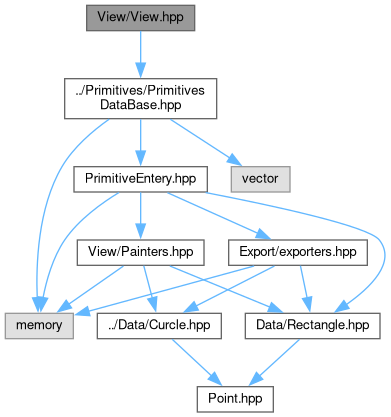 View/View.hpp
../Primitives/Primitives
DataBase.hpp
PrimitiveEntery.hpp
vector
View/Painters.hpp
Export/exporters.hpp
memory
../Data/Curcle.hpp
Data/Rectangle.hpp
Point.hpp